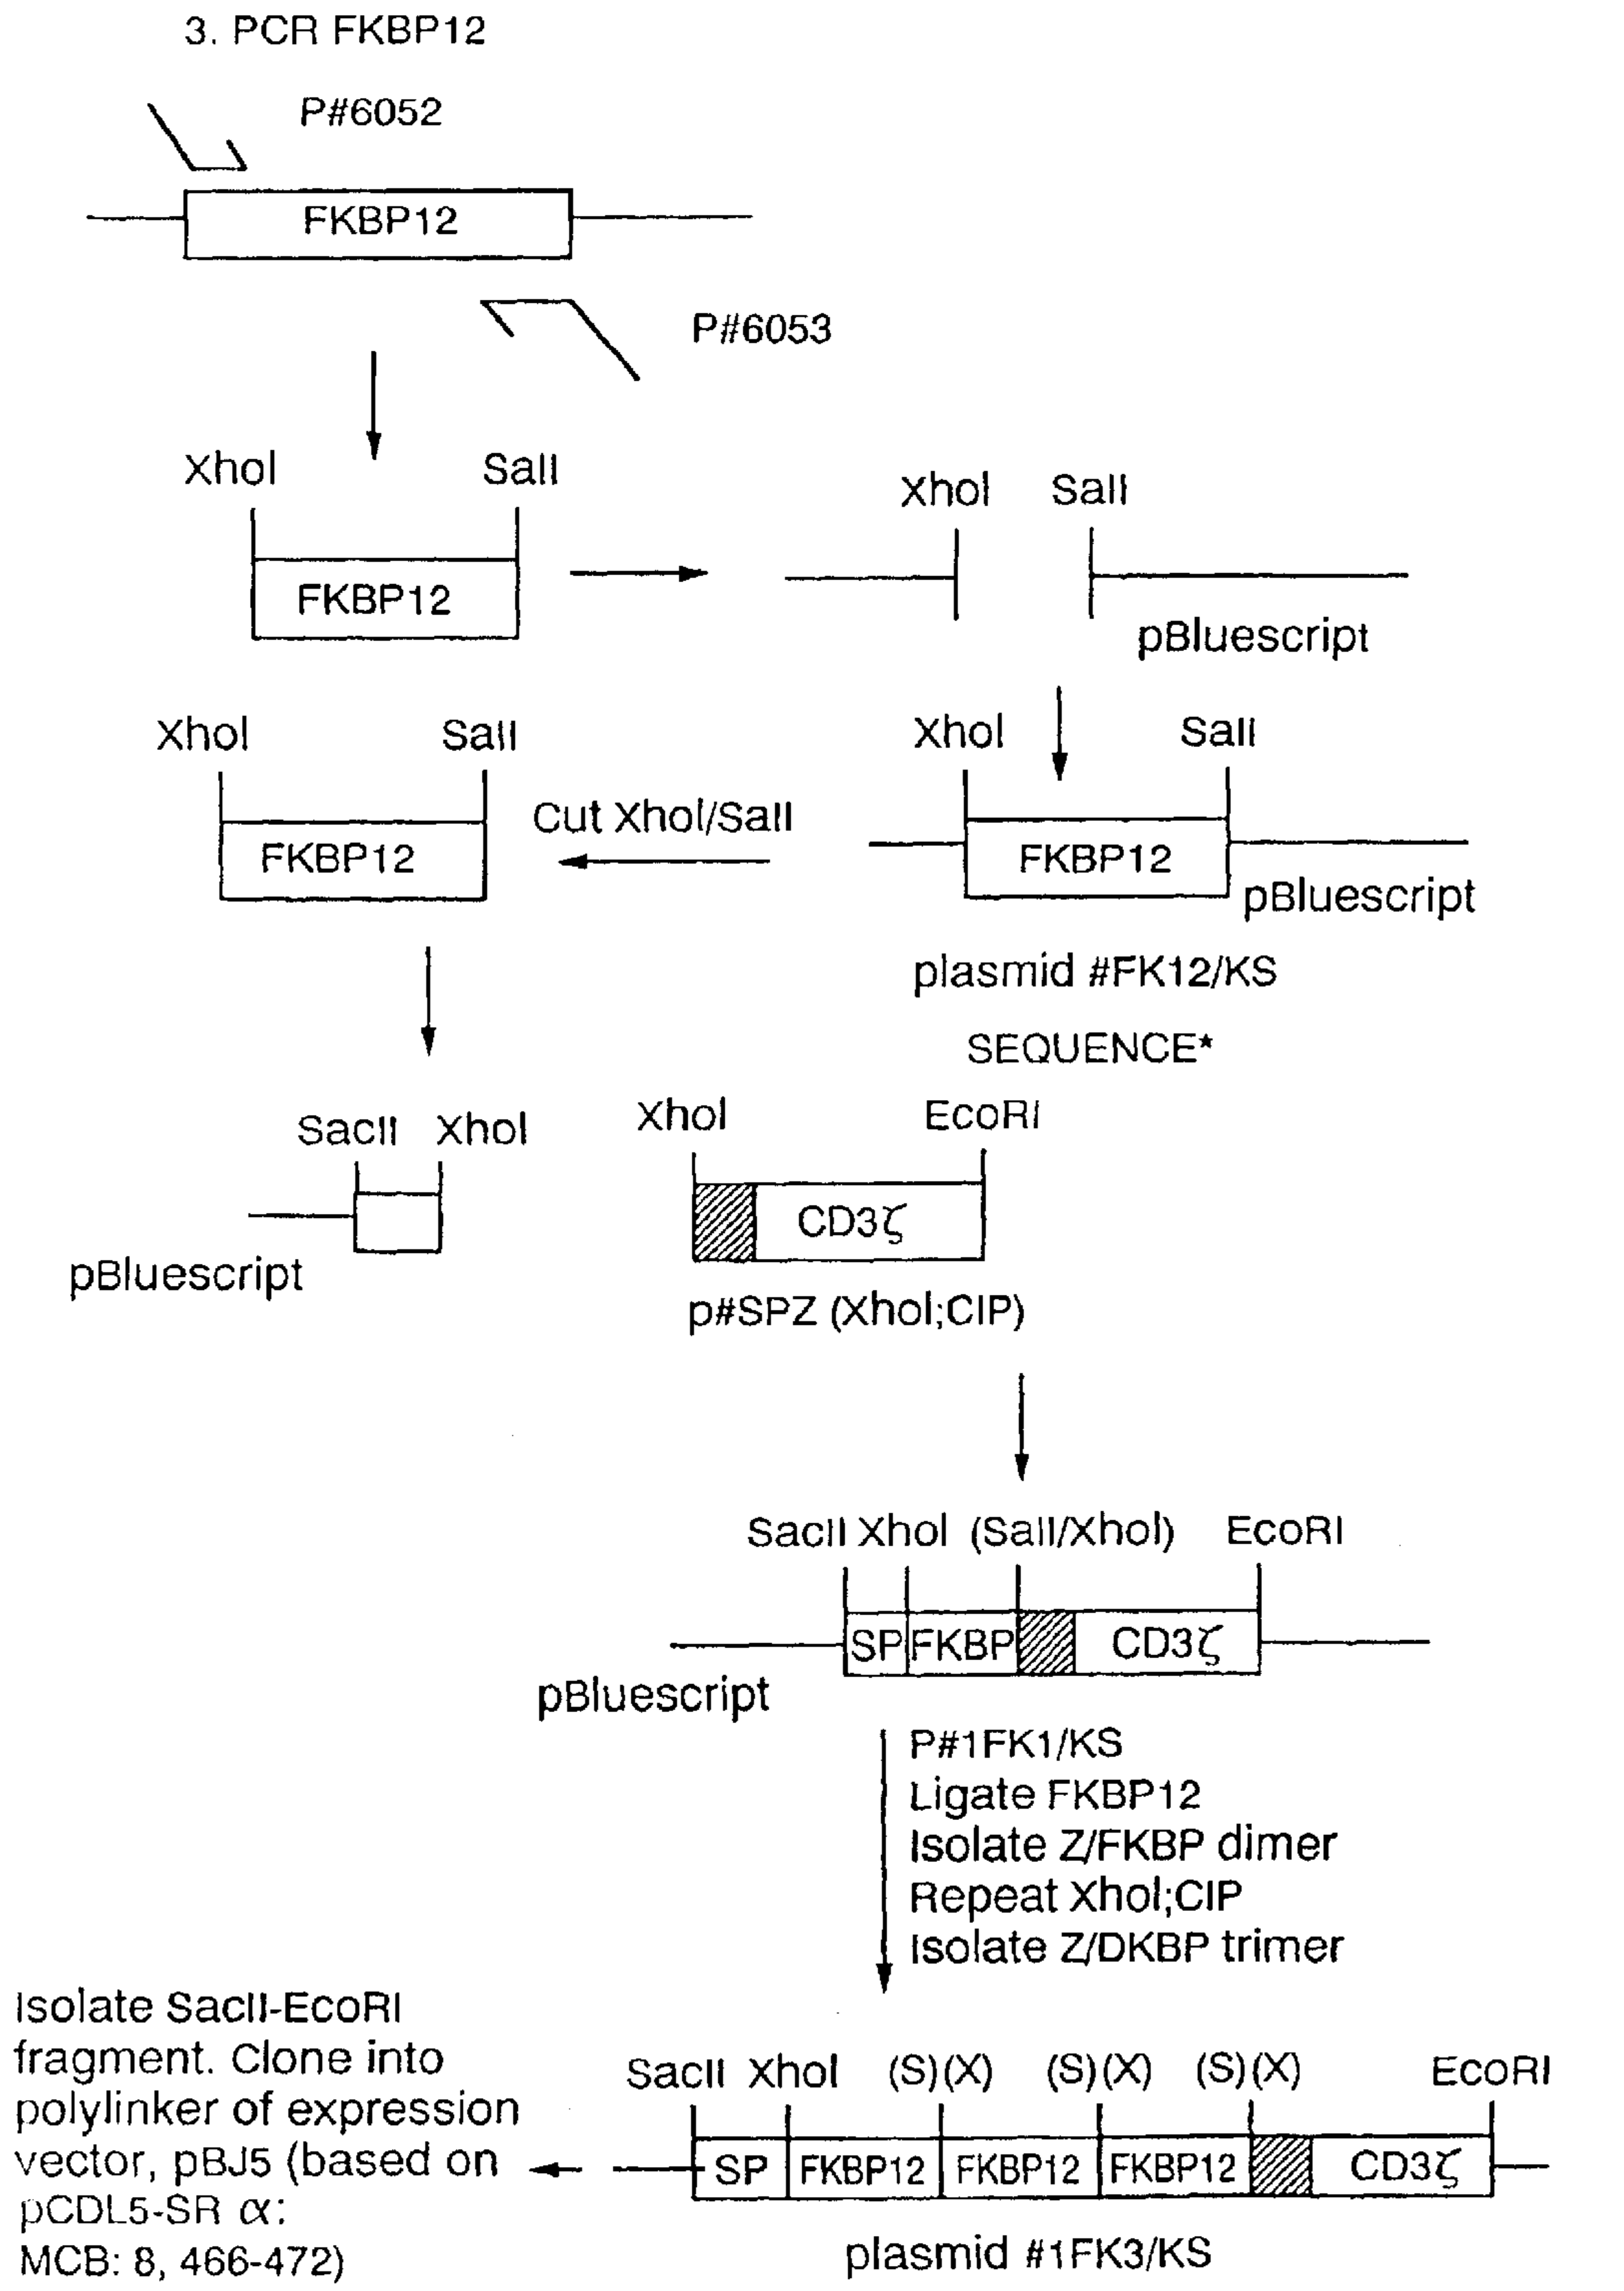 3. PCR FKBP12
P#6052
FKBP12
P#6053
XhoI SalI
FKBP12
XhoI SalI
pBluescript
XhoI SalI
FKBP12
Cut XhoI/SalI
XhoI SalI
FKBP12
pBluescript
plasmid #FK12/KS
SEQUENCE*
SacII XhoI
pBluescript
XhoI EcoRI
CD3ζ
p#SPZ (XhoI;CIP)
SacII XhoI (SalI/XhoI) EcoRI
SP FKBP CD3ζ
pBluescript
P#1FK1/KS
Ligate FKBP12
Isolate Z/FKBP dimer
Repeat XhoI;CIP
Isolate Z/DKBP trimer
Isolate SacII-EcoRI
fragment. Clone into
polylinker of expression
vector, pBJ5 (based on
pCDL5-SR α:
MCB: 8, 466-472)
SacII XhoI (S)(X) (S)(X) (S)(X) EcoRI
SP FKBP12 FKBP12 FKBP12 CD3ζ
plasmid #1FK3/KS